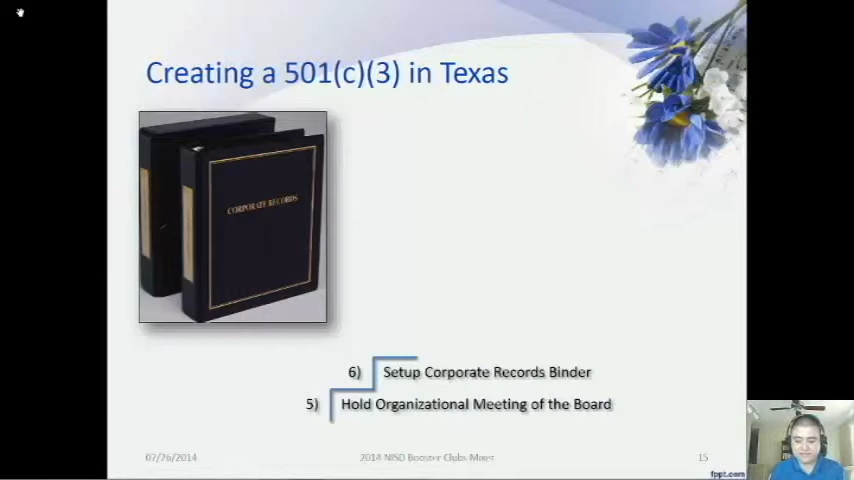 Creating a 501(c)(3) in Texas
CORPORATE RECORDS
6) Setup Corporate Records Binder
5) Hold Organizational Meeting of the Board
07/26/2014
2014 NISD Booster Clubs Mixer
15
fppt.com